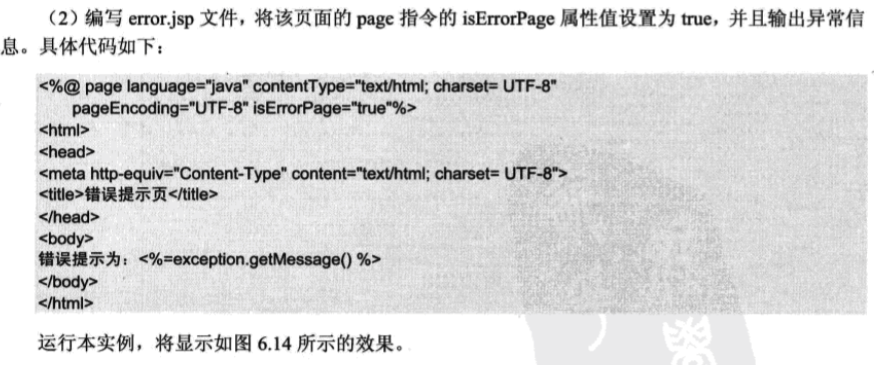 （2）编写 error.jsp 文件，将该页面的 page 指令的 isErrorPage 属性值设置为 true，并且输出异常信
息。具体代码如下：
<%@ page language="java" contentType="text/html; charset= UTF-8"
pageEncoding="UTF-8" isErrorPage="true"%>
<html>
<head>
<meta http-equiv="Content-Type" content="text/html; charset= UTF-8">
<title>错误提示页</title>
</head>
<body>
错误提示为：<%=exception.getMessage() %>
</body>
</html>
运行本实例，将显示如图 6.14 所示的效果。